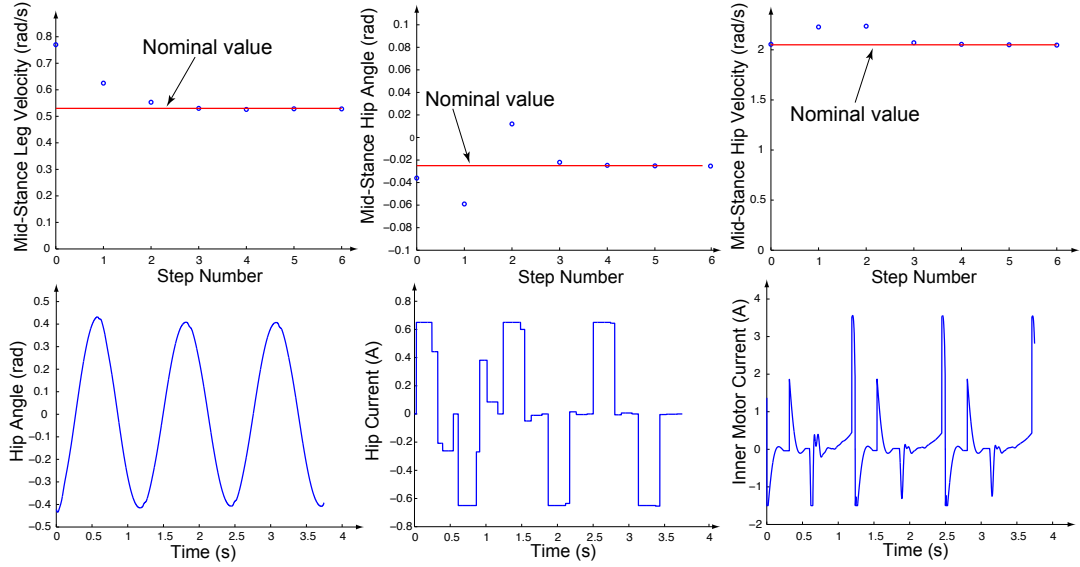 Mid-Stance Leg Velocity (rad/s)
0.8
0.7
0.6
0.5
0.4
0.3
0.2
0.1
0
Nominal value
0 1 2 3 4 5 6
Step Number
Mid-Stance Hip Angle (rad)
0.1
0.06
0.04
0.02
0
−0.02
−0.04
−0.06
−0.08
−0.1
Nominal value
0 1 2 3 4 5 6
Step Number
Mid-Stance Hip Velocity (rad/s)
2
1.5
1
0.5
0
Nominal value
0 1 2 3 4 5 6
Step Number
Hip Angle (rad)
0.5
0.4
0.3
0.2
0.1
0
−0.1
−0.2
−0.3
−0.4
−0.5
0 0.5 1 1.5 2 2.5 3 3.5 4
Time (s)
Hip Current (A)
0.8
0.6
0.4
0.2
0
−0.2
−0.4
−0.6
−0.8
0 0.5 1 1.5 2 2.5 3 3.5 4
Time (s)
Inner Motor Current (A)
4
3
2
1
0
−1
−2
0 0.5 1 1.5 2 2.5 3 3.5 4
Time (s)